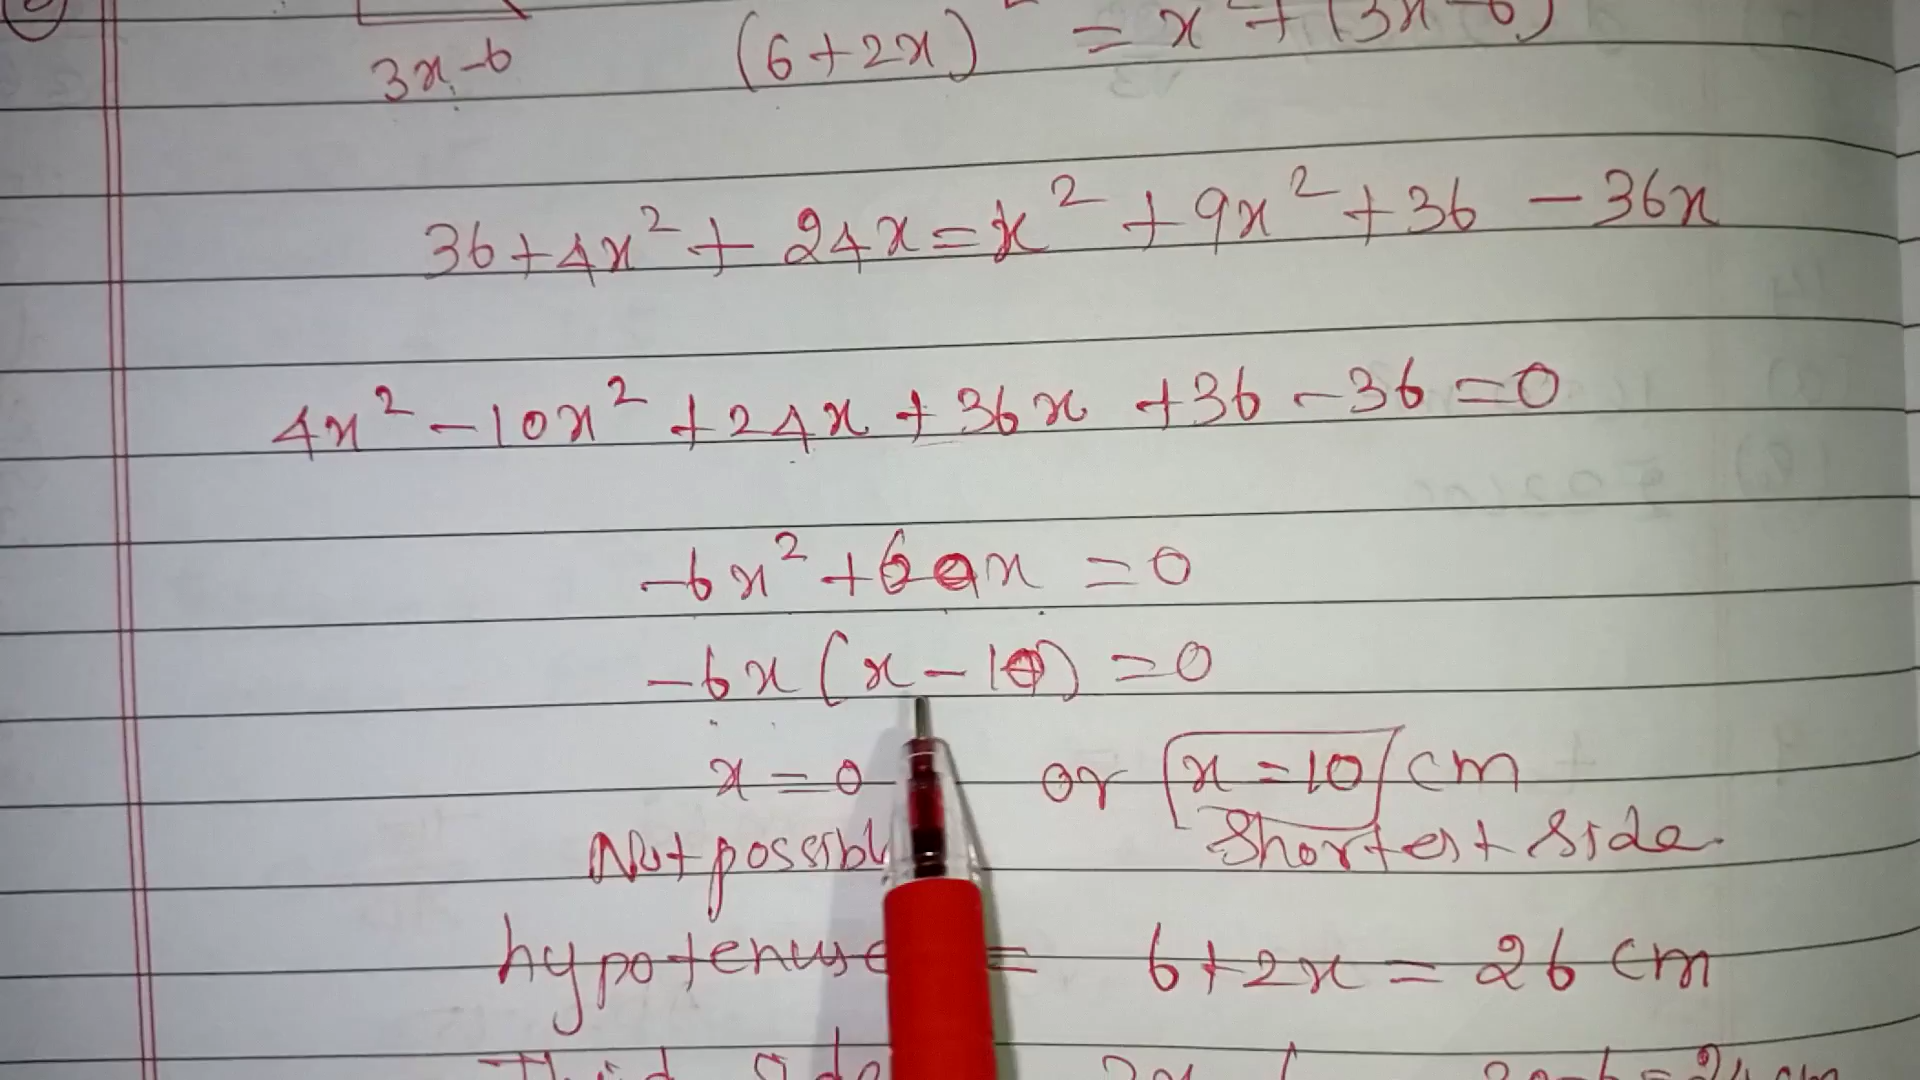 3x-6
(6+2x)² = x² + (3x-6)
36+4x²+24x=x²+9x²+36-36x
4x²-10x²+24x+36x+36-36=0
-6x²+60x=0
-6x(x-10)=0
x=0 or x=10 cm
Not possibl Shortest side.
hypotenuse = 6+2x=26 cm